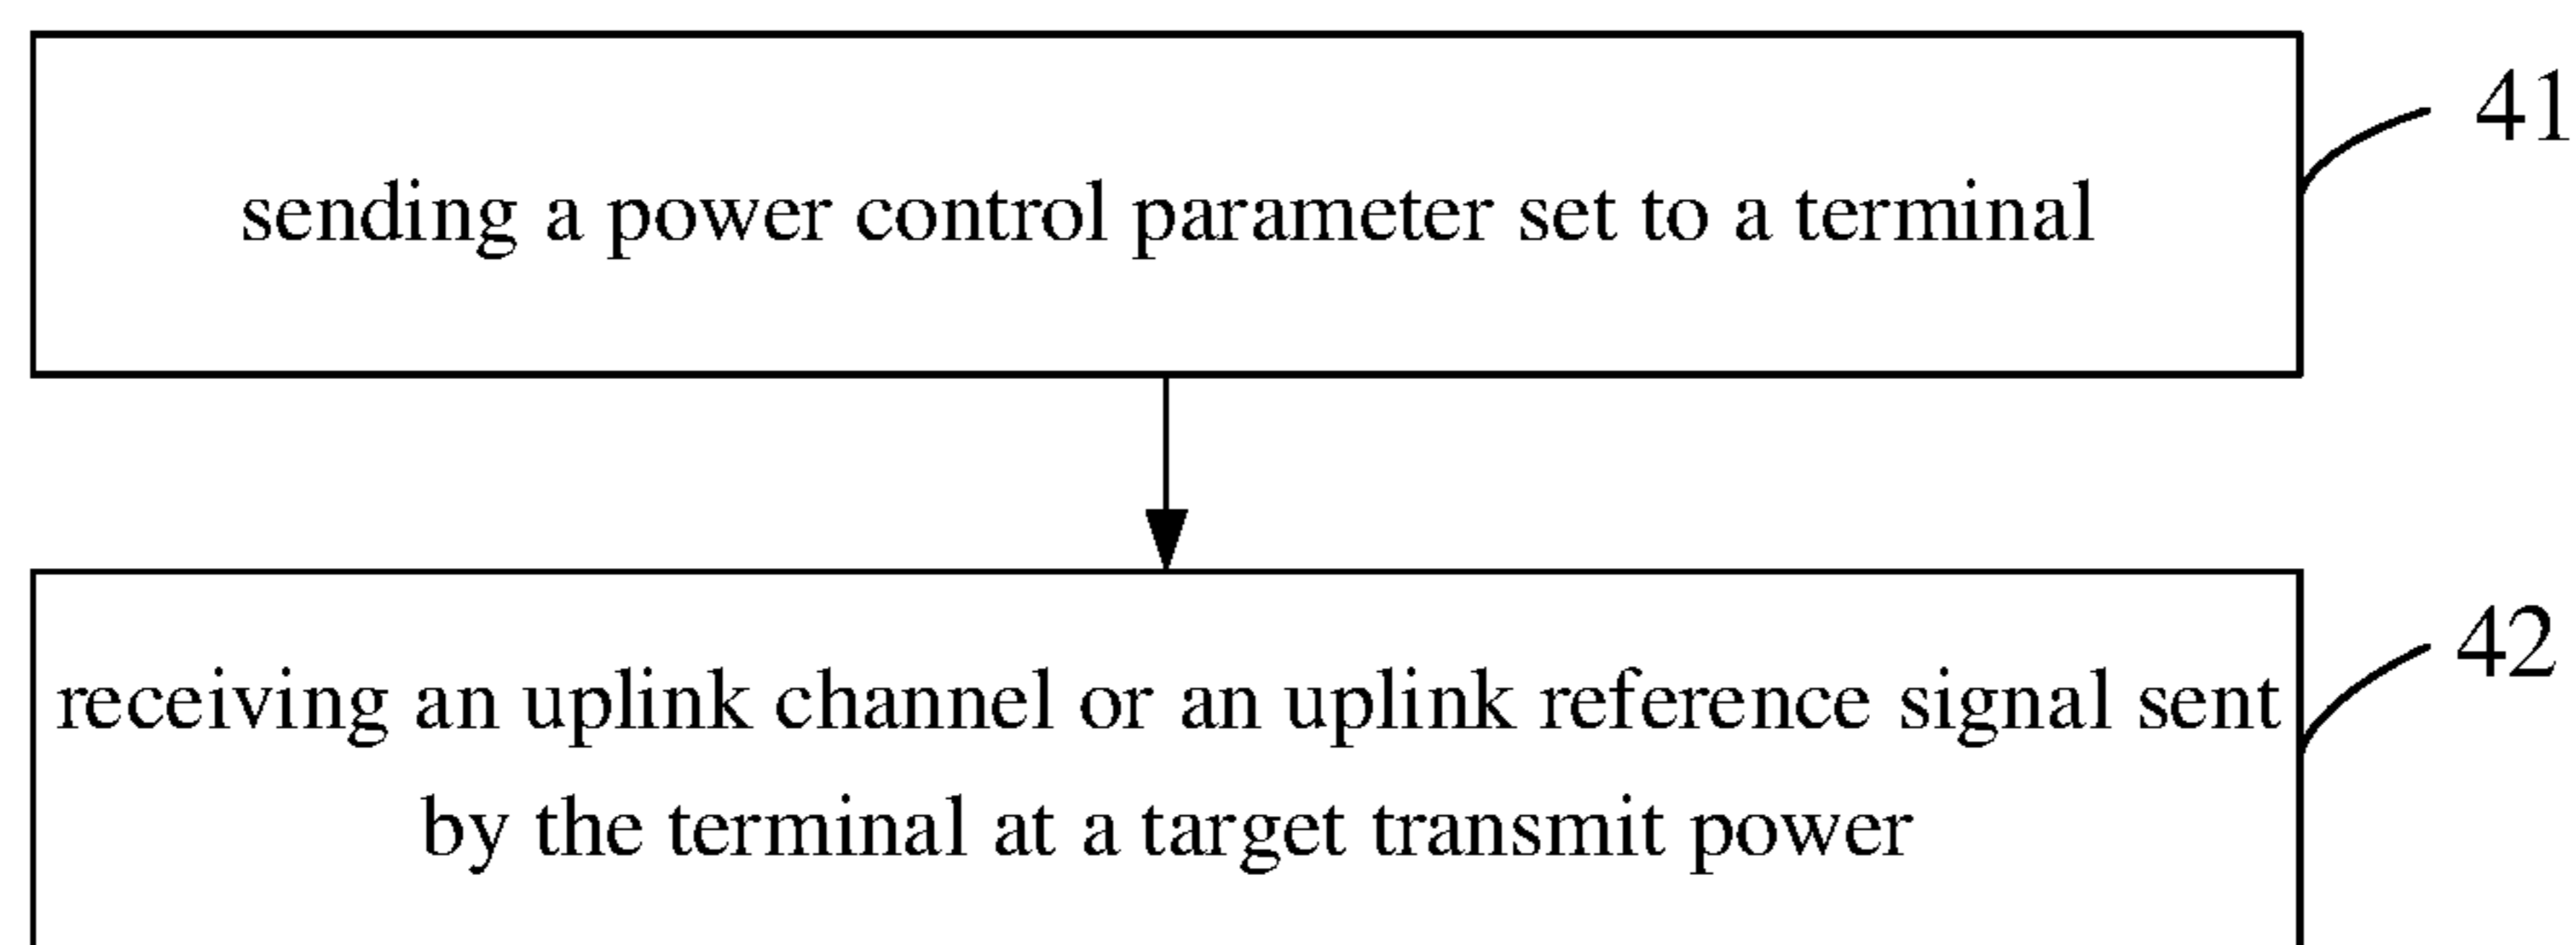 sending a power control parameter set to a terminal
41
receiving an uplink channel or an uplink reference signal sent
by the terminal at a target transmit power
42